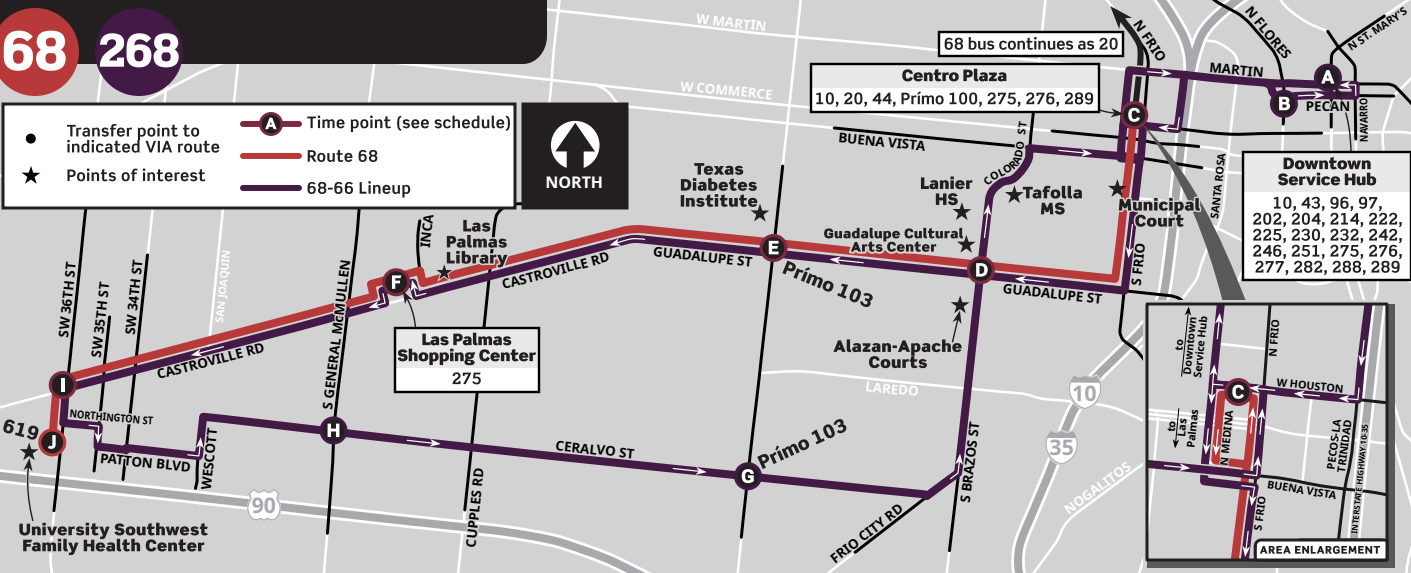 68
268
Transfer point to
indicated VIA route
Points of interest
A
Time point (see schedule)
Route 68
68-66 Lineup
NORTH
W MARTIN
W COMMERCE
BUENA VISTA
68 bus continues as 20
N FRIO
N FLORES
N ST. MARY'S
MARTIN
A
B
PECAN
NAVARRO
Centro Plaza
10, 20, 44, Prímo 100, 275, 276, 289
C
SANTA ROSA
Downtown
Service Hub
10, 43, 96, 97,
202, 204, 214, 222,
225, 230, 232, 242,
246, 251, 275, 276,
277, 282, 288, 289
COLORADO ST
Texas
Diabetes
Institute
Lanier
HS
Tafolla
MS
Municipal
Court
Guadalupe Cultural
Arts Center
INCA
Las
Palmas
Library
E
Prímo 103
D
GUADALUPE ST
GUADALUPE ST
S FRIO
F
CASTROVILLE RD
SW 36TH ST
SW 35TH ST
SW 34TH ST
SAN JOAQUIN
S GENERAL McMULLEN
Las Palmas
Shopping Center
275
Alazan-Apache
Courts
LAREDO
10
35
NOGALITOS
CASTROVILLE RD
I
NORTHINGTON ST
619
J
PATTON BLVD
WESCOTT
H
CERALVO ST
Prímo 103
G
S BRAZOS ST
CUPPLES RD
FRIO CITY RD
90
University Southwest
Family Health Center
to
Downtown
Service Hub
N FRIO
C
W HOUSTON
to
Las
Palmas
N MEDINA
PECOS-LA
TRINIDAD
INTERSTATE HIGHWAY 10-35
BUENA VISTA
S FRIO
AREA ENLARGEMENT